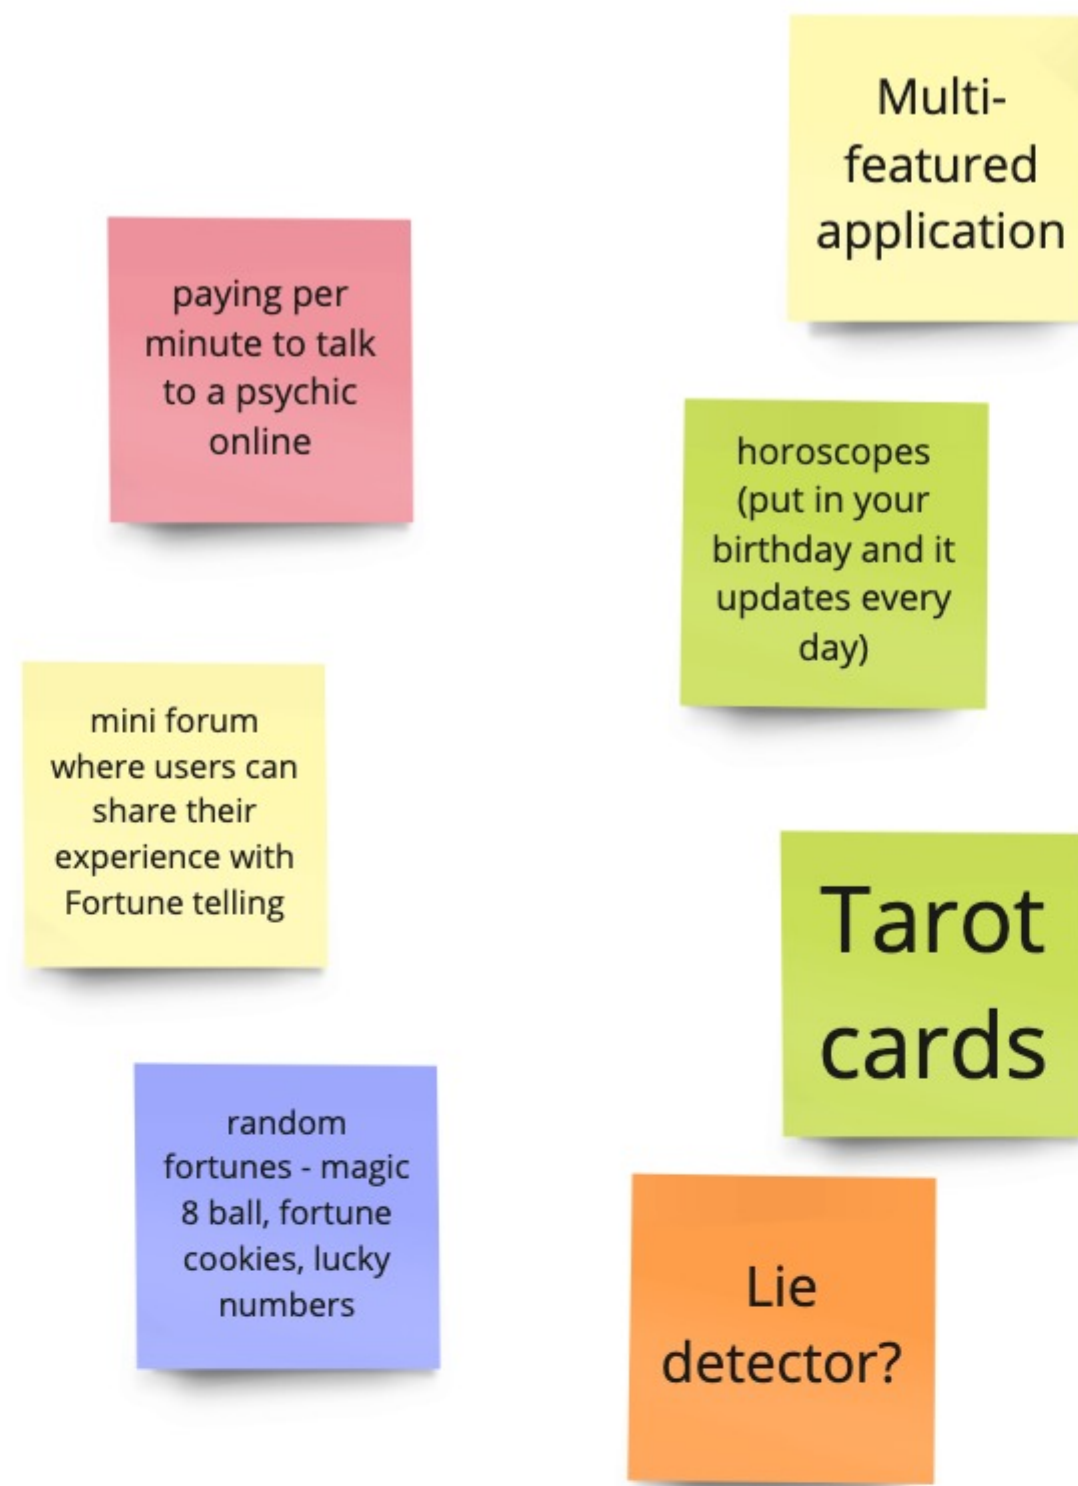 Multi-
featured
application
paying per
minute to talk
to a psychic
online
horoscopes
(put in your
birthday and it
updates every
day)
mini forum
where users can
share their
experience with
Fortune telling
Tarot
cards
random
fortunes - magic
8 ball, fortune
cookies, lucky
numbers
Lie
detector?